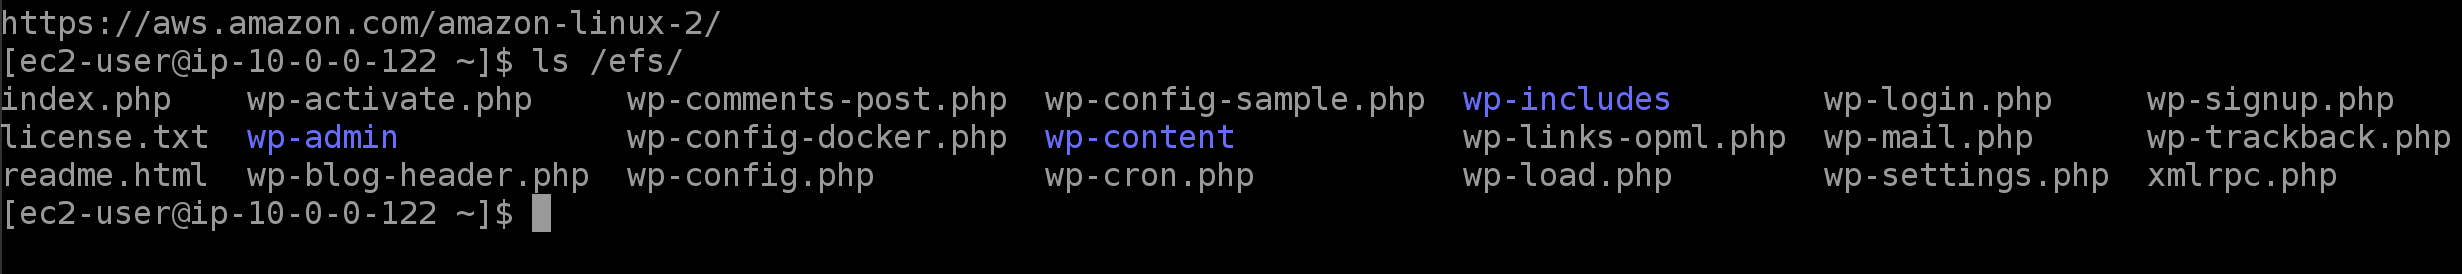 https://aws.amazon.com/amazon-linux-2/
[ec2-user@ip-10-0-0-122 ~]$ ls /efs/
index.php    wp-activate.php     wp-comments-post.php  wp-config-sample.php  wp-includes        wp-login.php     wp-signup.php
license.txt  wp-admin            wp-config-docker.php  wp-content            wp-links-opml.php  wp-mail.php      wp-trackback.php
readme.html  wp-blog-header.php  wp-config.php         wp-cron.php           wp-load.php        wp-settings.php  xmlrpc.php
[ec2-user@ip-10-0-0-122 ~]$